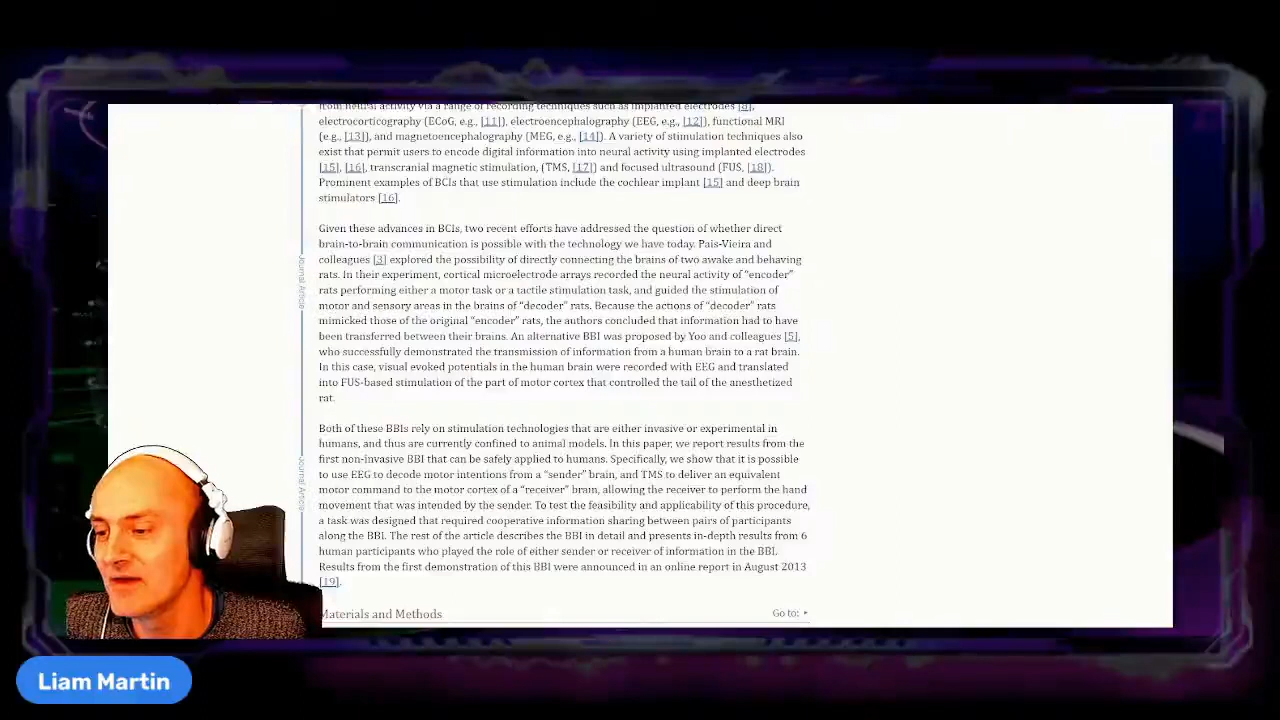 from neural activity via a range of recording techniques such as implanted electrodes [9],
electrocorticography (ECoG, e.g., [11]), electroencephalography (EEG, e.g., [12]), functional MRI
(e.g., [13]), and magnetoencephalography (MEG, e.g., [14]). A variety of stimulation techniques also
exist that permit users to encode digital information into neural activity using implanted electrodes
[15], [16], transcranial magnetic stimulation, (TMS, [17]) and focused ultrasound (FUS, [18]).
Prominent examples of BCIs that use stimulation include the cochlear implant [15] and deep brain
stimulators [16].
Given these advances in BCIs, two recent efforts have addressed the question of whether direct
brain-to-brain communication is possible with the technology we have today. Pais-Vieira and
colleagues [3] explored the possibility of directly connecting the brains of two awake and behaving
rats. In their experiment, cortical microelectrode arrays recorded the neural activity of “encoder”
rats performing either a motor task or a tactile stimulation task, and guided the stimulation of
motor and sensory areas in the brains of “decoder” rats. Because the actions of “decoder” rats
mimicked those of the original “encoder” rats, the authors concluded that information had to have
been transferred between their brains. An alternative BBI was proposed by Yoo and colleagues [5],
who successfully demonstrated the transmission of information from a human brain to a rat brain.
In this case, visual evoked potentials in the human brain were recorded with EEG and translated
into FUS-based stimulation of the part of motor cortex that controlled the tail of the anesthetized
rat.
Both of these BBIs rely on stimulation technologies that are either invasive or experimental in
humans, and thus are currently confined to animal models. In this paper, we report results from the
first non-invasive BBI that can be safely applied to humans. Specifically, we show that it is possible
to use EEG to decode motor intentions from a “sender” brain, and TMS to deliver an equivalent
motor command to the motor cortex of a “receiver” brain, allowing the receiver to perform the hand
movement that was intended by the sender. To test the feasibility and applicability of this procedure,
a task was designed that required cooperative information sharing between pairs of participants
along the BBI. The rest of the article describes the BBI in detail and presents in-depth results from 6
human participants who played the role of either sender or receiver of information in the BBI.
Results from the first demonstration of this BBI were announced in an online report in August 2013
[19].
Materials and Methods
Go to:
Journal Article
Journal Article
Liam Martin